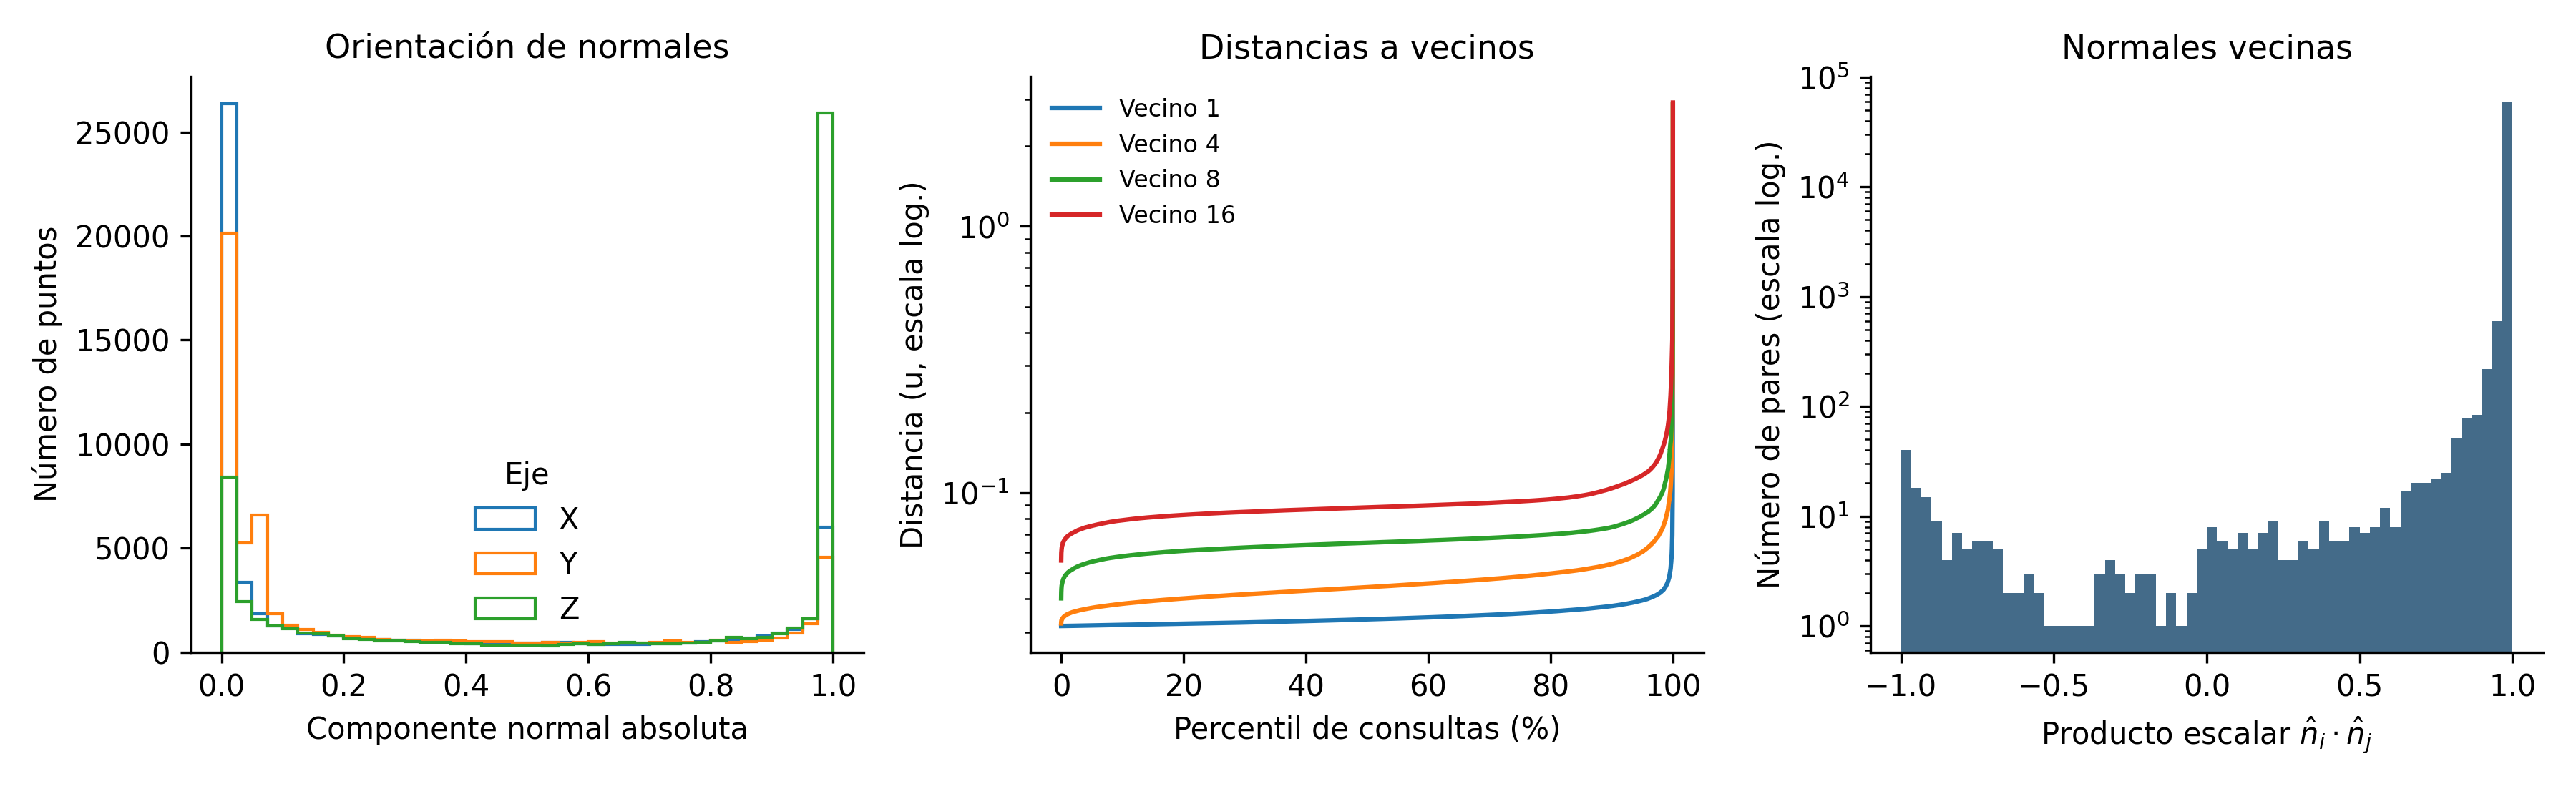 Orientación de normales
Número de puntos
25000
20000
15000
10000
5000
0
0.0 0.2 0.4 0.6 0.8 1.0
Componente normal absoluta
Eje
X
Y
Z
Distancias a vecinos
Distancia (u, escala log.)
10⁰
10⁻¹
Vecino 1
Vecino 4
Vecino 8
Vecino 16
0 20 40 60 80 100
Percentil de consultas (%)
Normales vecinas
Número de pares (escala log.)
10⁵
10⁴
10³
10²
10¹
10⁰
−1.0 −0.5 0.0 0.5 1.0
Producto escalar n̂ᵢ · n̂ⱼ